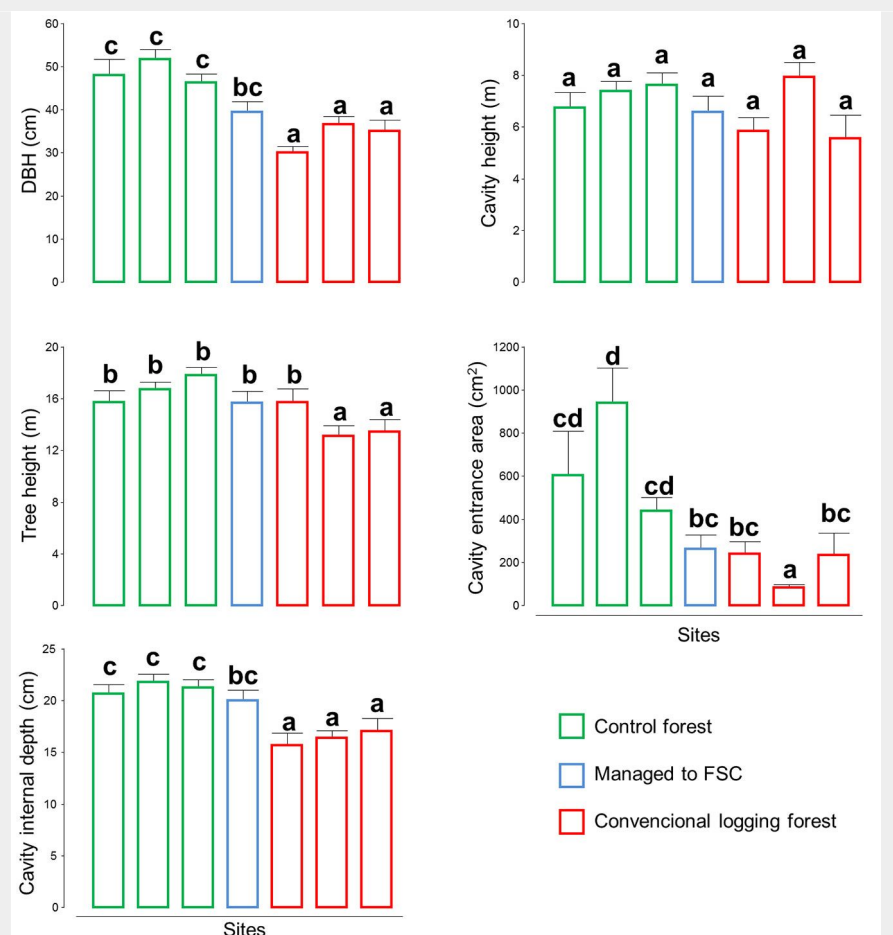 DBH (cm)
60
50
40
30
20
10
0
c c c bc a a a
Cavity height (m)
10
8
6
4
2
0
a a a a a a a
Tree height (m)
20
16
12
8
4
0
b b b b b a a
Cavity entrance area (cm²)
1200
1000
800
600
400
200
0
cd d cd bc bc a bc
Sites
Cavity internal depth (cm)
25
20
15
10
5
0
c c c bc a a a
Sites
Control forest
Managed to FSC
Convencional logging forest